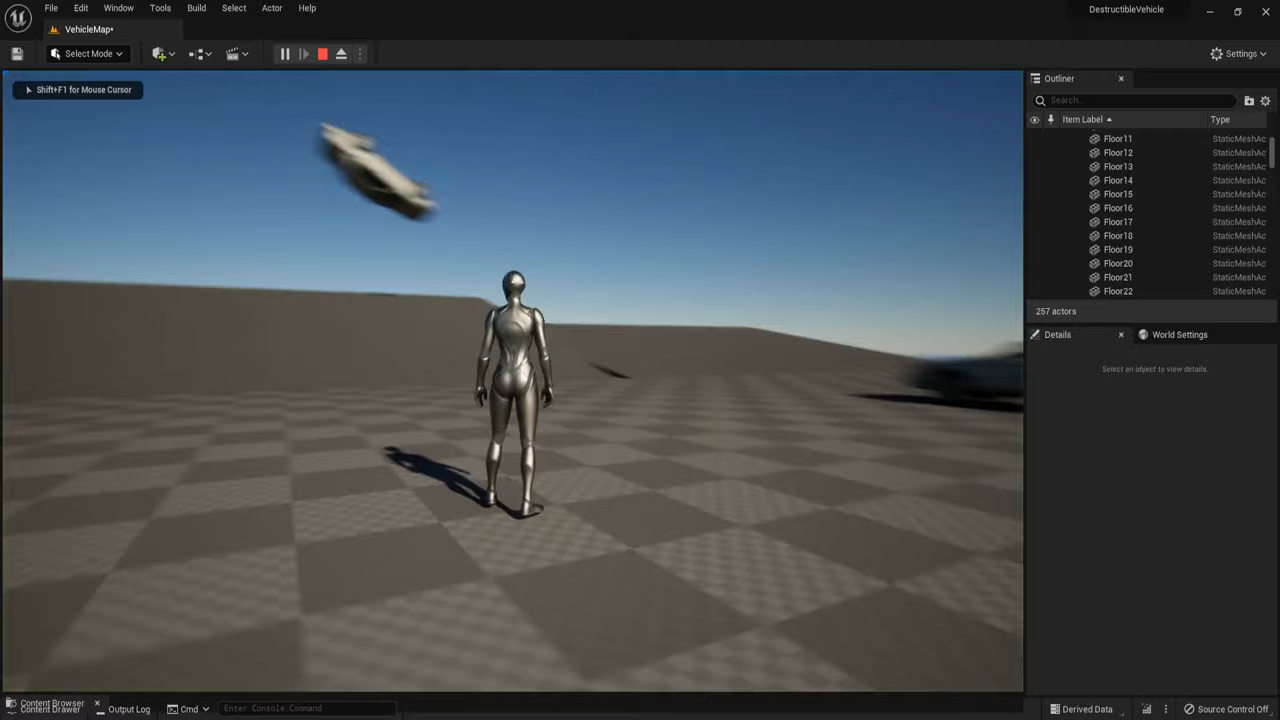 File Edit Window Tools Build Select Actor Help
DestructibleVehicle
VehicleMap*
Select Mode
Settings
Shift+F1 for Mouse Cursor
Outliner
Search...
Item Label Type
Floor11 StaticMeshAc
Floor12 StaticMeshAc
Floor13 StaticMeshAc
Floor14 StaticMeshAc
Floor15 StaticMeshAc
Floor16 StaticMeshAc
Floor17 StaticMeshAc
Floor18 StaticMeshAc
Floor19 StaticMeshAc
Floor20 StaticMeshAc
Floor21 StaticMeshAc
Floor22 StaticMeshAc
257 actors
Details World Settings
Select an object to view details.
Content Browser
Content Drawer Output Log Cmd Enter Console Command Derived Data Source Control Off